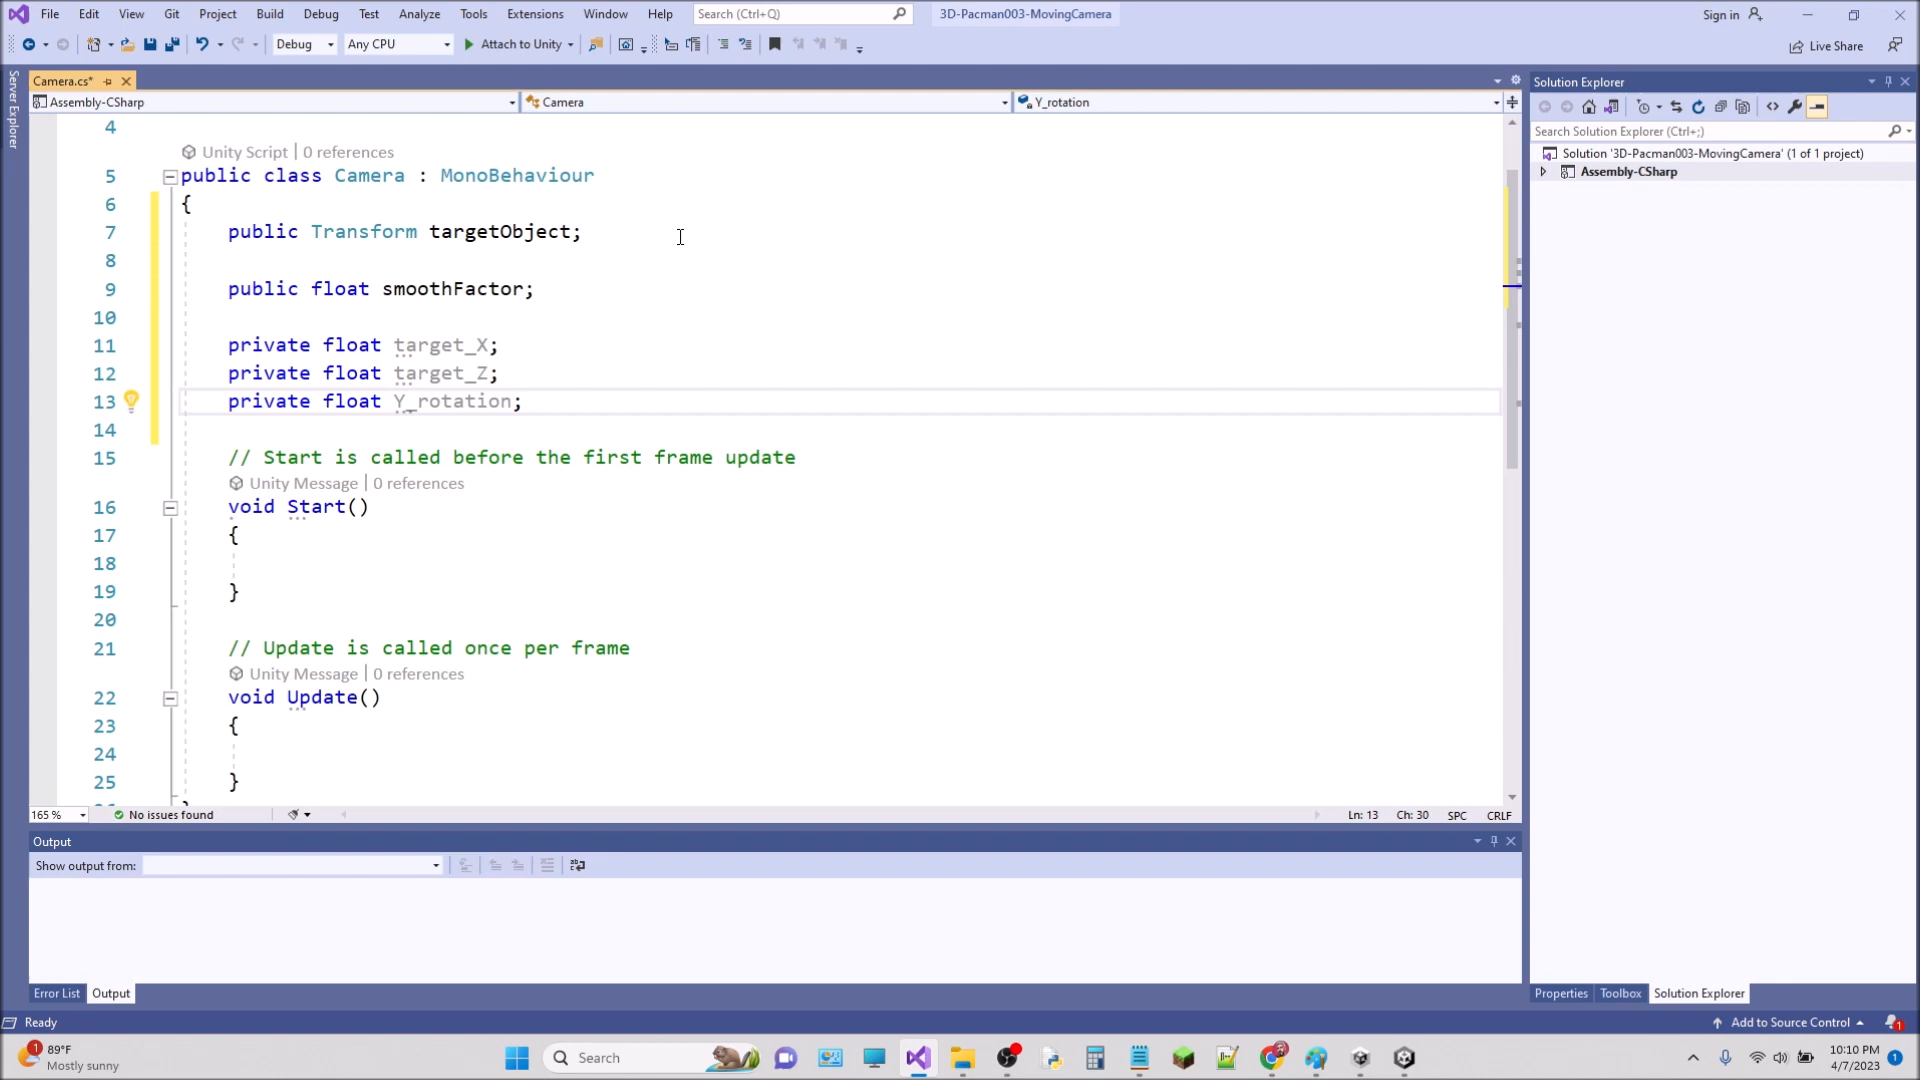 File Edit View Git Project Build Debug Test Analyze Tools Extensions Window Help Search (Ctrl+Q) 3D-Pacman003-MovingCamera Sign in
Debug Any CPU Attach to Unity Live Share
Server Explorer
Camera.cs*
Assembly-CSharp Camera Y_rotation
4
Unity Script | 0 references
5 public class Camera : MonoBehaviour
6 {
7 public Transform targetObject;
8
9 public float smoothFactor;
10
11 private float target_X;
12 private float target_Z;
13 private float Y_rotation;
14
15 // Start is called before the first frame update
Unity Message | 0 references
16 void Start()
17 {
18
19 }
20
21 // Update is called once per frame
Unity Message | 0 references
22 void Update()
23 {
24
25 }
165 % No issues found Ln: 13 Ch: 30 SPC CRLF
Output
Show output from:
Error List Output
Solution Explorer
Search Solution Explorer (Ctrl+;)
Solution '3D-Pacman003-MovingCamera' (1 of 1 project)
Assembly-CSharp
Properties Toolbox Solution Explorer
Ready Add to Source Control 1
1 89°F
Mostly sunny
Search
10:10 PM
4/7/2023
1